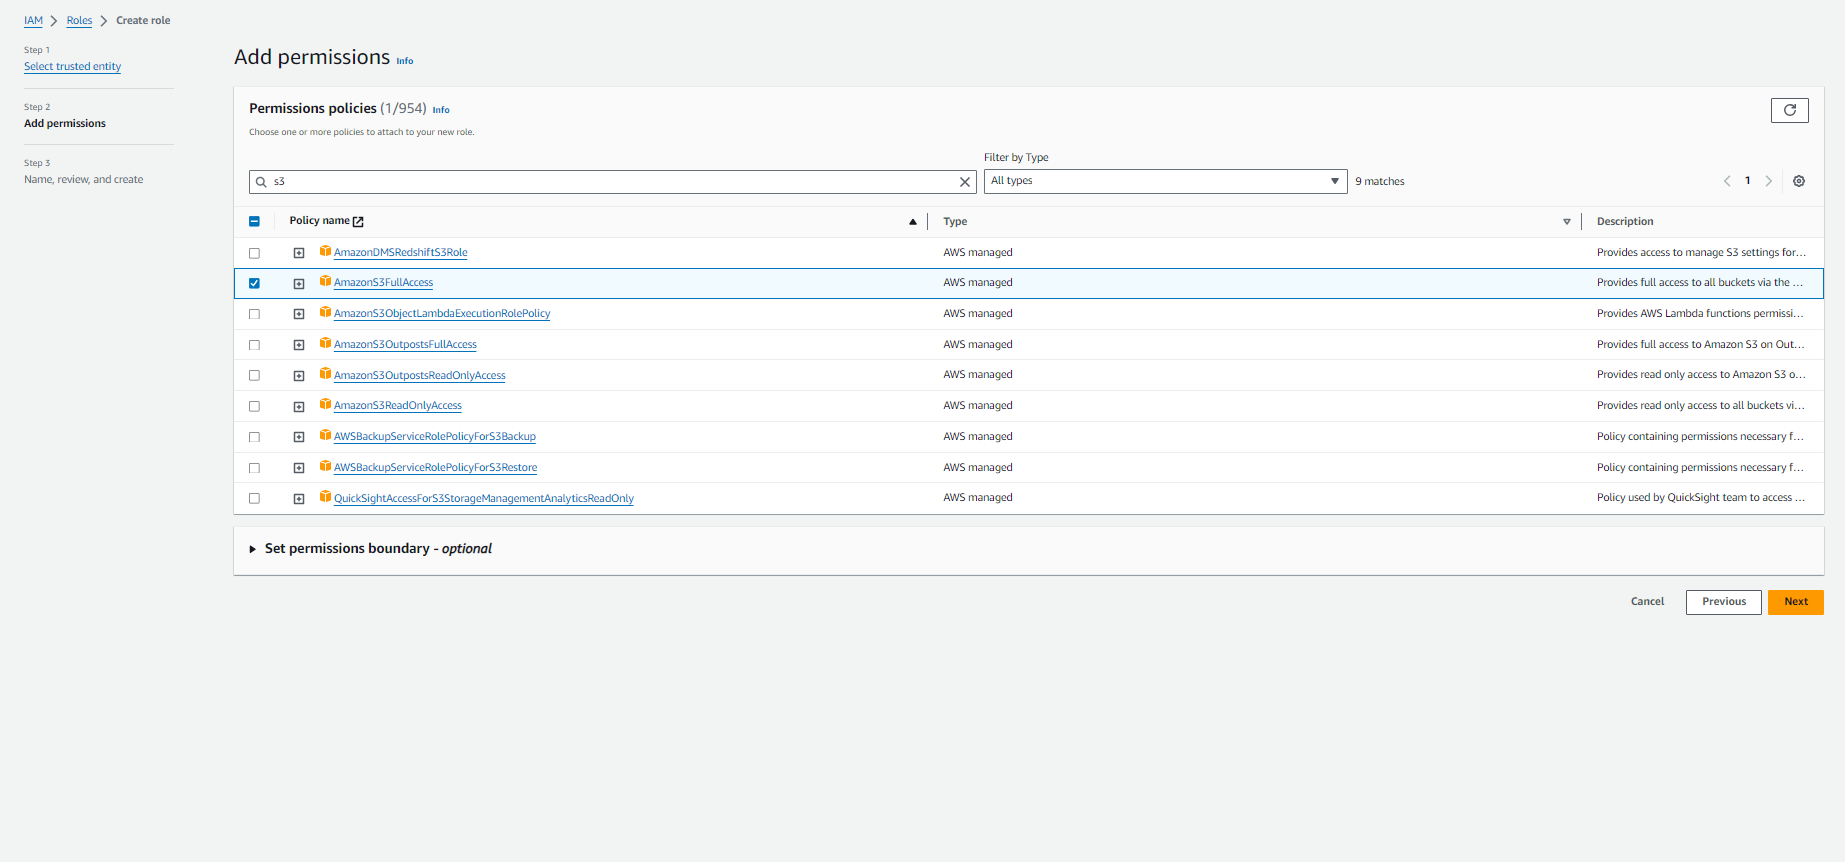 IAM > Roles > Create role
Step 1
Select trusted entity
Step 2
Add permissions
Step 3
Name, review, and create
Add permissions Info
Permissions policies (1/954) Info
Choose one or more policies to attach to your new role.
Filter by Type
s3 All types 9 matches 1
Policy name Type Description
AmazonDMSRedshiftS3Role AWS managed Provides access to manage S3 settings for...
AmazonS3FullAccess AWS managed Provides full access to all buckets via the ...
AmazonS3ObjectLambdaExecutionRolePolicy AWS managed Provides AWS Lambda functions permissi...
AmazonS3OutpostsFullAccess AWS managed Provides full access to Amazon S3 on Out...
AmazonS3OutpostsReadOnlyAccess AWS managed Provides read only access to Amazon S3 o...
AmazonS3ReadOnlyAccess AWS managed Provides read only access to all buckets vi...
AWSBackupServiceRolePolicyForS3Backup AWS managed Policy containing permissions necessary f...
AWSBackupServiceRolePolicyForS3Restore AWS managed Policy containing permissions necessary f...
QuickSightAccessForS3StorageManagementAnalyticsReadOnly AWS managed Policy used by QuickSight team to access ...
Set permissions boundary - optional
Cancel Previous Next